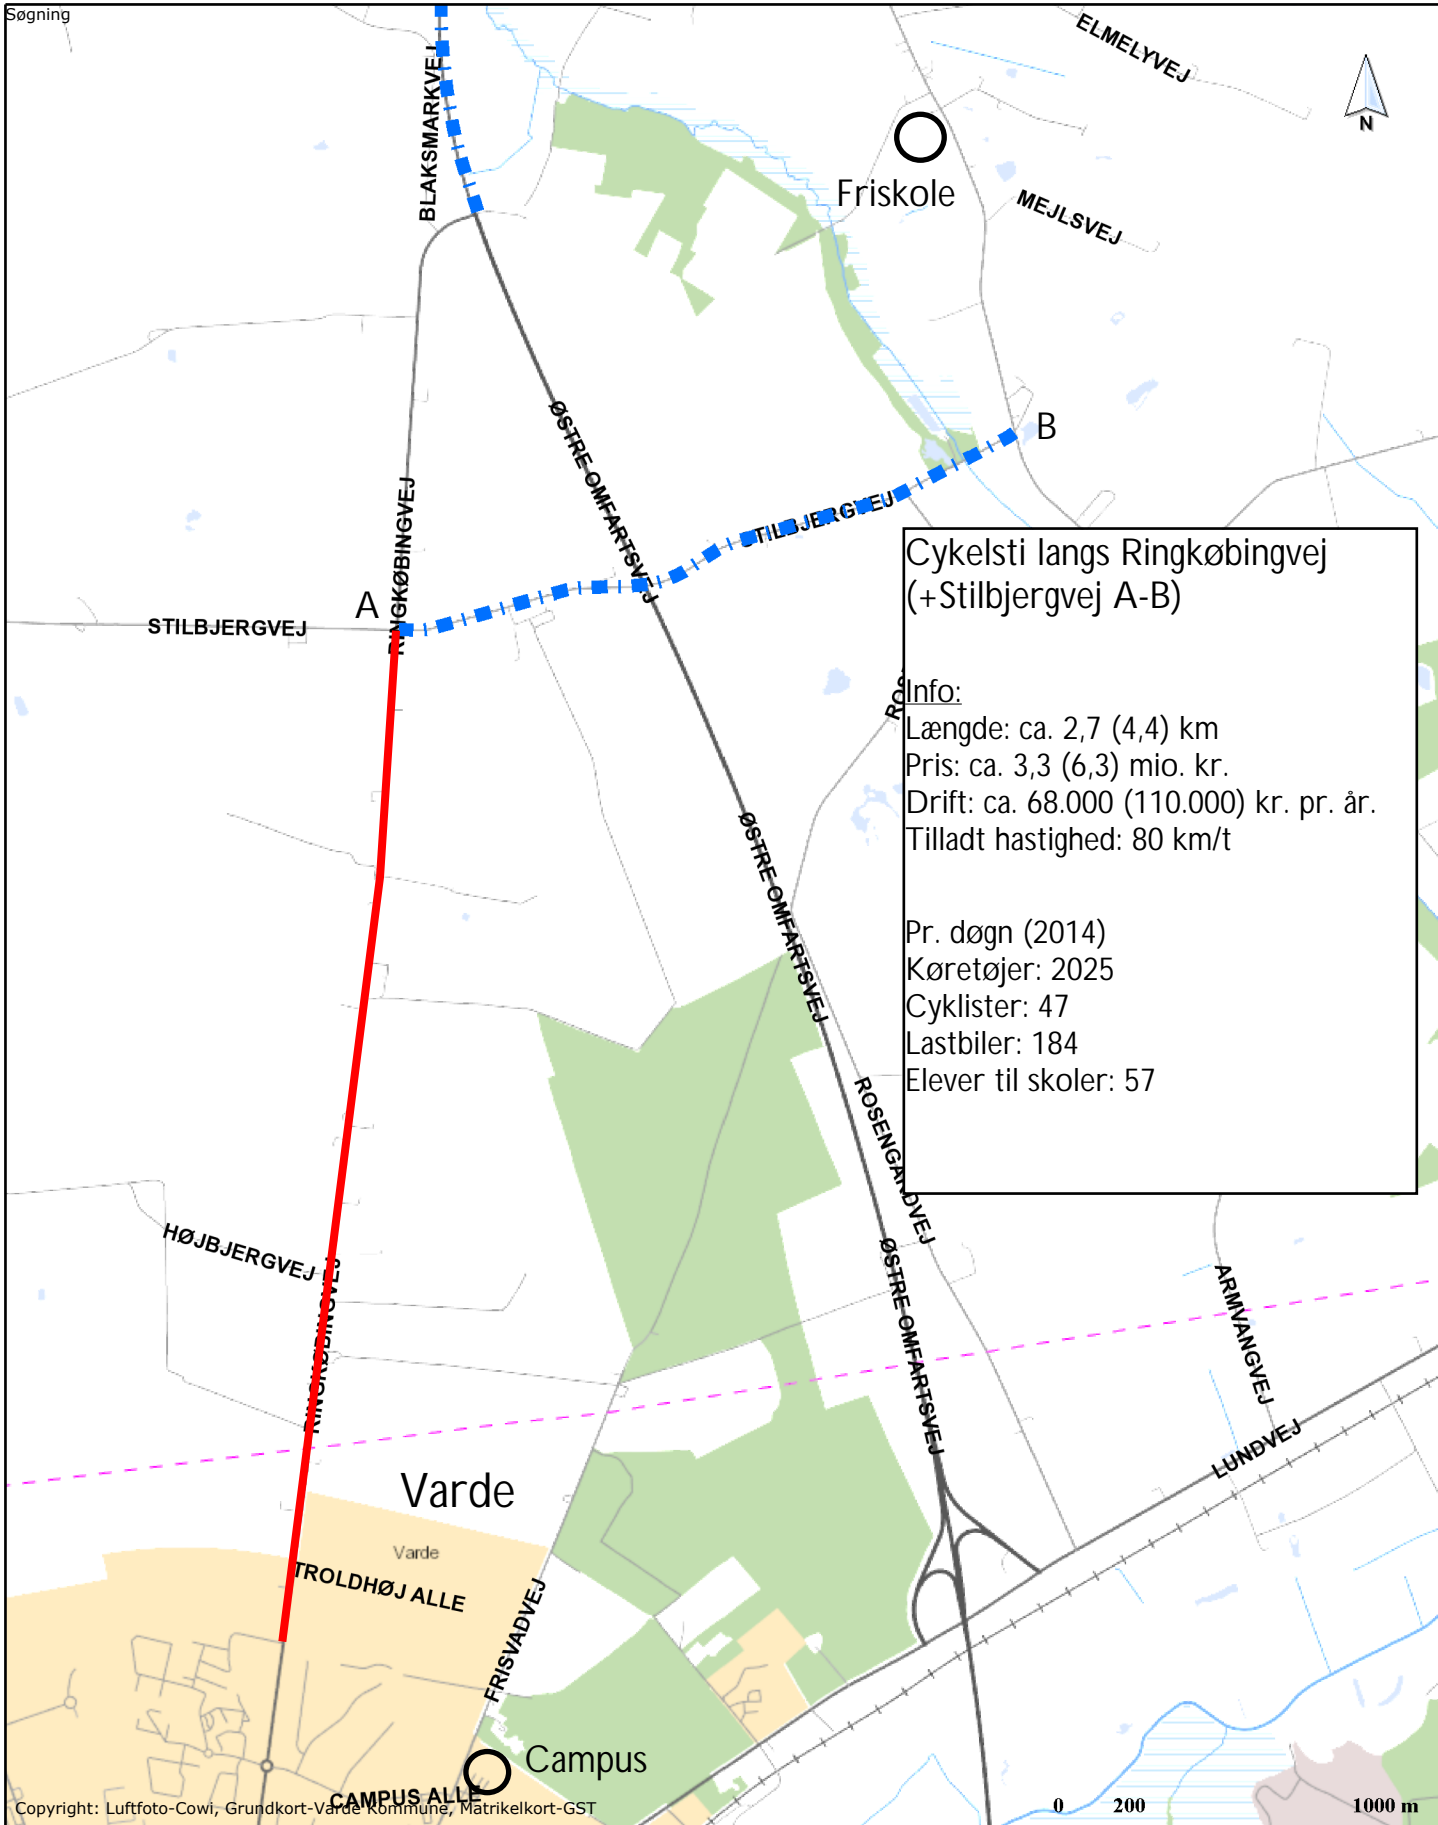 Søgning
ELMELYVEJ
N
BLAKSMARKVEJ
Friskole
MEJLSVEJ
ØSTRE OMFARTSVEJ
B
RINGKØBINGVEJ
STILBJERGVEJ
A
STILBJERGVEJ
Cykelsti langs Ringkøbingvej
(+Stilbjergvej A-B)
Info:
Længde: ca. 2,7 (4,4) km
Pris: ca. 3,3 (6,3) mio. kr.
Drift: ca. 68.000 (110.000) kr. pr. år.
Tilladt hastighed: 80 km/t
Pr. døgn (2014)
Køretøjer: 2025
Cyklister: 47
Lastbiler: 184
Elever til skoler: 57
ØSTRE OMFARTSVEJ
ROSENGARDVEJ
HØJBJERGVEJ
RINGKØBINGVEJ
ØSTRE OMFARTSVEJ
ARMVANGVEJ
LUNDVEJ
Varde
Varde
TROLDHØJ ALLE
FRISVADVEJ
Campus
CAMPUS ALLE
Copyright: Luftfoto-Cowi, Grundkort-Varde Kommune, Matrikelkort-GST
0 200 1000 m